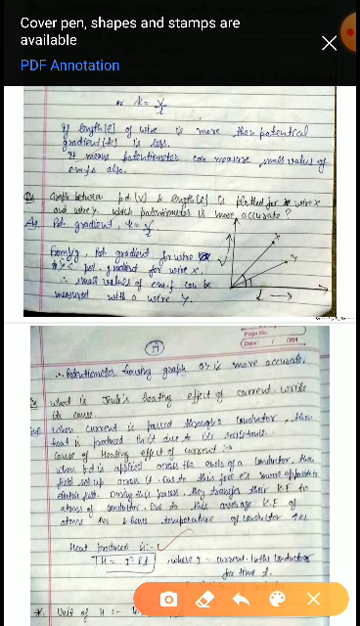 Cover pen, shapes and stamps are
available
PDF Annotation
or k = V/l
If length [l] of wire is more, then potential
gradient [k] is less.
It means potentiometer can measure small values of
e.m.f.s also.
Graph between p.d. (V) & length [l] is plotted for wire x
and wire y. which potentiometer is more accurate?
Pot. gradient, k = V/l
From fig, Pot. gradient for wire
y < pot. gradient for wire x.
∴ small values of e.m.f can be
measured with a wire y.
V
x
y
l →
Page No.
Date: / /201
∴ Potentiometer having graph oy is more accurate.
What is Joule's heating effect of current. Write
its cause.
When current is passed through a conductor, then
heat is produced in it due to its resistance.
Cause of Heating effect of current :-
When p.d is applied across the ends of a conductor, then
field set up across it. Due to this free e's move opposite to
electric field. During this process they transfer their K.E to
atoms of conductor. Due to this average K.E of
atoms & hence temperature of conductor
Heat produced is:-
H = I²Rt, where I - current in the conductor
for time t.
* Unit of H :-